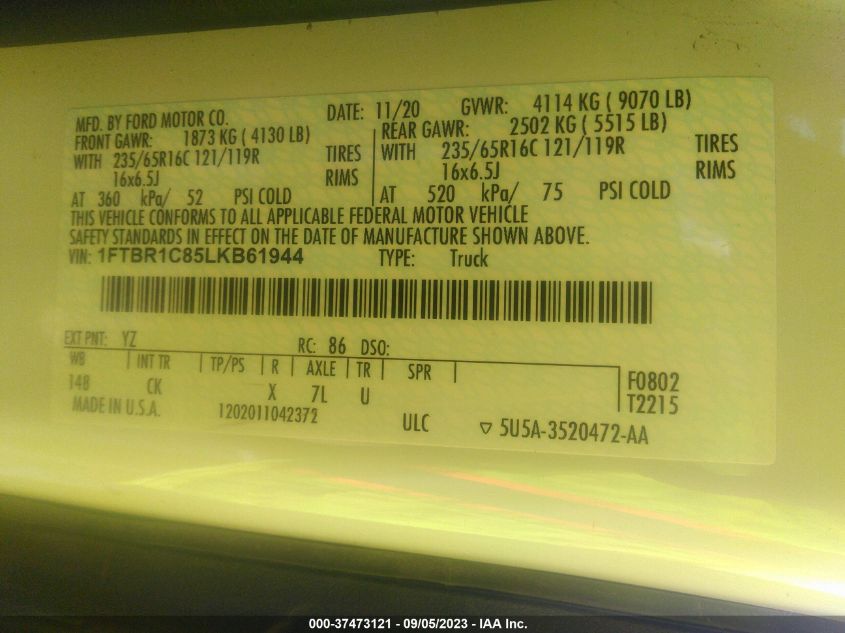 MFD. BY FORD MOTOR CO. DATE: 11/20 GVWR: 4114 KG ( 9070 LB)
FRONT GAWR: 1873 KG ( 4130 LB) REAR GAWR: 2502 KG ( 5515 LB)
WITH 235/65R16C 121/119R TIRES WITH 235/65R16C 121/119R TIRES
16x6.5J RIMS 16x6.5J RIMS
AT 360 kPa/ 52 PSI COLD AT 520 kPa/ 75 PSI COLD
THIS VEHICLE CONFORMS TO ALL APPLICABLE FEDERAL MOTOR VEHICLE
SAFETY STANDARDS IN EFFECT ON THE DATE OF MANUFACTURE SHOWN ABOVE.
VIN: 1FTBR1C85LKB61944 TYPE: Truck
EXT PNT: YZ RC: 86 DSO:
WB INT TR TP/PS R AXLE TR SPR
148 CK X 7L U F0802
T2215
MADE IN U.S.A. 1202011042372 ULC ▽ 5U5A-3520472-AA
000-37473121 - 09/05/2023 - IAA Inc.